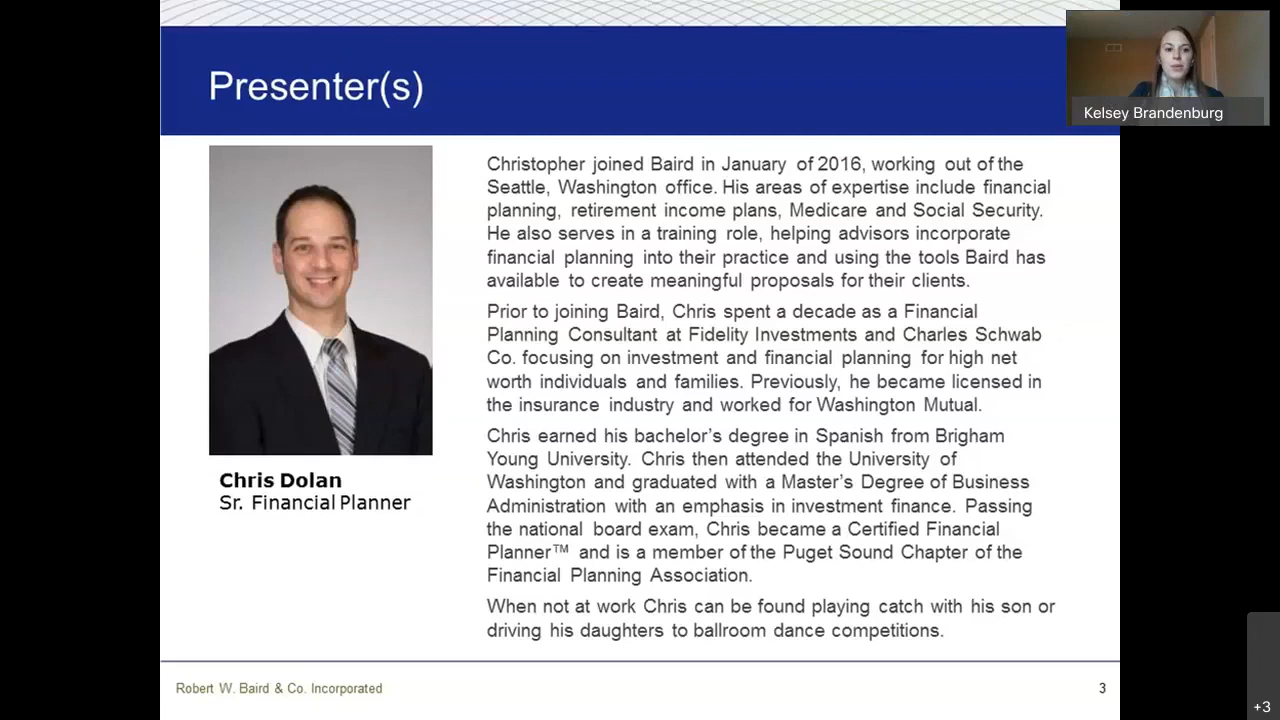 Presenter(s)
Kelsey Brandenburg
Christopher joined Baird in January of 2016, working out of the
Seattle, Washington office. His areas of expertise include financial
planning, retirement income plans, Medicare and Social Security.
He also serves in a training role, helping advisors incorporate
financial planning into their practice and using the tools Baird has
available to create meaningful proposals for their clients.
Prior to joining Baird, Chris spent a decade as a Financial
Planning Consultant at Fidelity Investments and Charles Schwab
Co. focusing on investment and financial planning for high net
worth individuals and families. Previously, he became licensed in
the insurance industry and worked for Washington Mutual.
Chris earned his bachelor's degree in Spanish from Brigham
Young University. Chris then attended the University of
Washington and graduated with a Master's Degree of Business
Administration with an emphasis in investment finance. Passing
the national board exam, Chris became a Certified Financial
Planner™ and is a member of the Puget Sound Chapter of the
Financial Planning Association.
When not at work Chris can be found playing catch with his son or
driving his daughters to ballroom dance competitions.
Chris Dolan
Sr. Financial Planner
Robert W. Baird & Co. Incorporated
3
+3